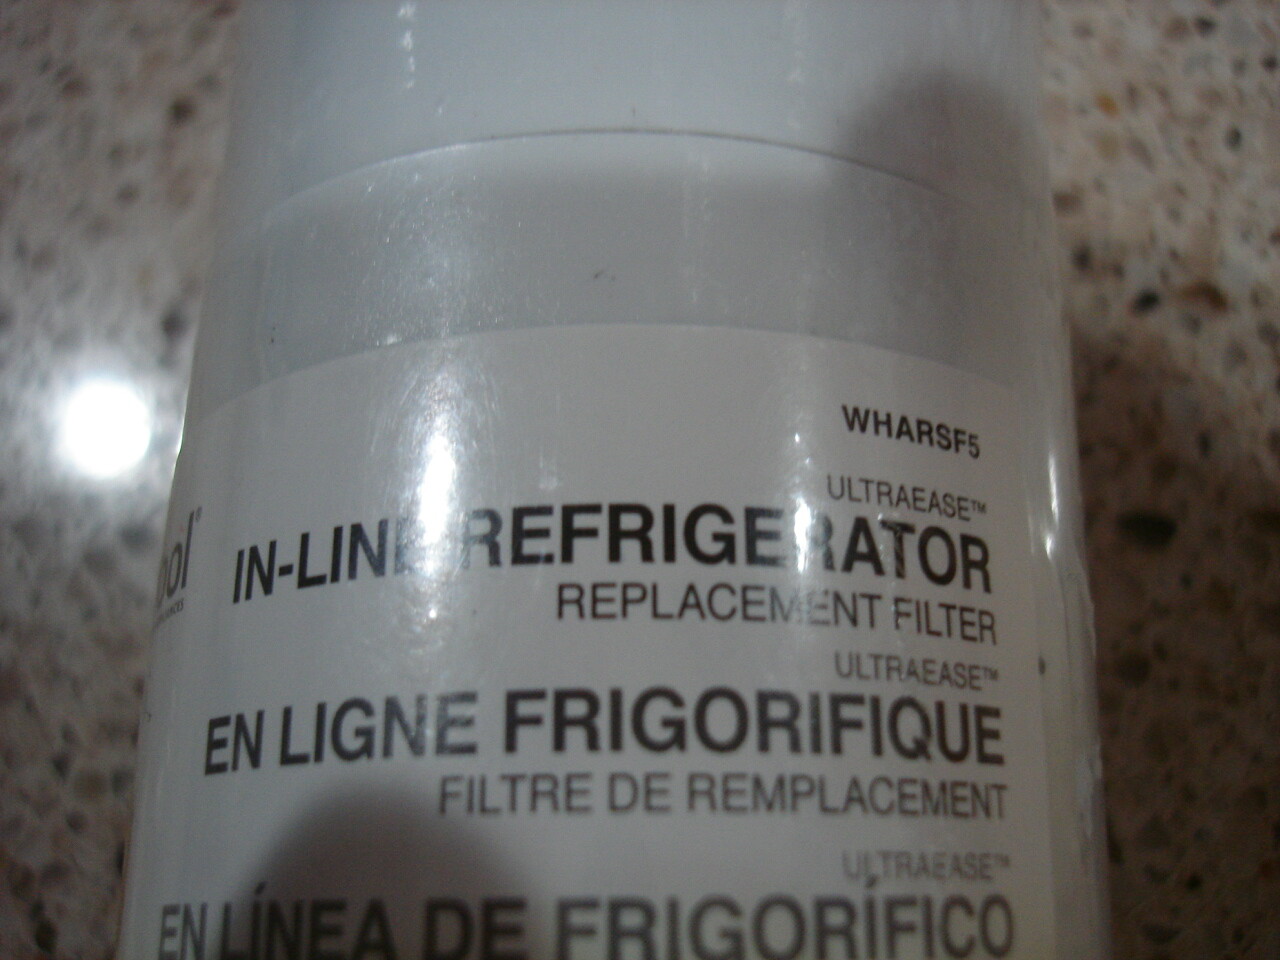 WHARSF5
ULTRAEASE™
IN-LINE REFRIGERATOR
REPLACEMENT FILTER
ULTRAEASE™
EN LIGNE FRIGORIFIQUE
FILTRE DE REMPLACEMENT
ULTRAEASE™
EN LÍNEA DE FRIGORÍFICO